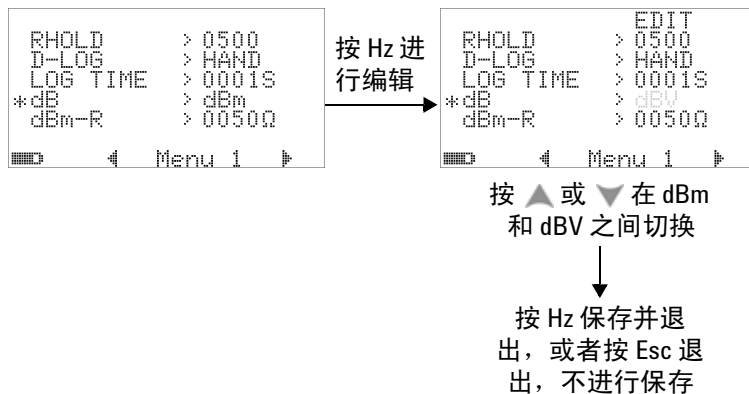 RHOLD > 0500
D-LOG > HAND
LOG TIME > 0001S
*dB > dBm
dBm-R > 0050Ω
Menu 1
按 Hz 进
行编辑
EDIT
RHOLD > 0500
D-LOG > HAND
LOG TIME > 0001S
*dB > dBV
dBm-R > 0050Ω
Menu 1
按 ▲ 或 ▼ 在 dBm
和 dBV 之间切换
按 Hz 保存并退
出，或者按 Esc 退
出，不进行保存